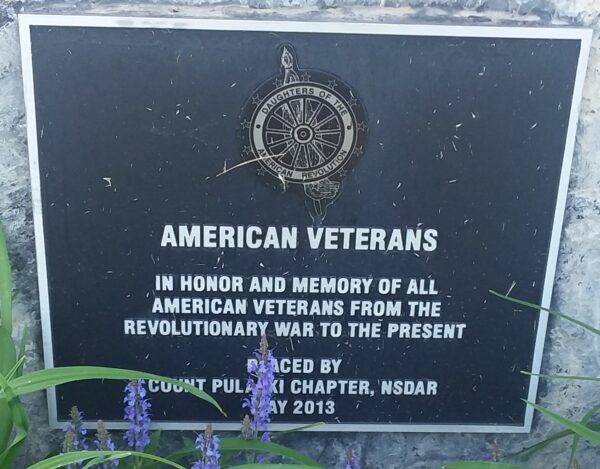 DAUGHTERS OF THE
AMERICAN REVOLUTION
AMERICAN VETERANS
IN HONOR AND MEMORY OF ALL
AMERICAN VETERANS FROM THE
REVOLUTIONARY WAR TO THE PRESENT
PLACED BY
COUNT PULASKI CHAPTER, NSDAR
MAY 2013